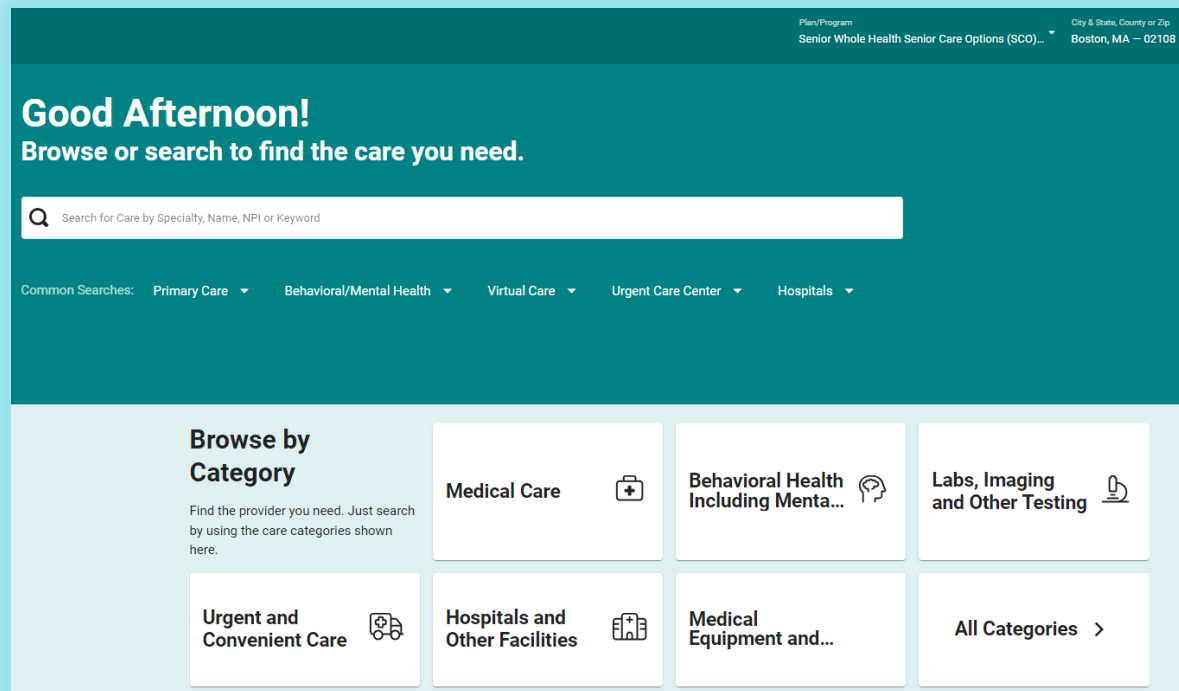 Plan/Program
Senior Whole Health Senior Care Options (SCO)...
City & State, County or Zip
Boston, MA — 02108
Good Afternoon!
Browse or search to find the care you need.
Search for Care by Specialty, Name, NPI or Keyword
Common Searches: Primary Care Behavioral/Mental Health Virtual Care Urgent Care Center Hospitals
Browse by
Category
Find the provider you need. Just search
by using the care categories shown
here.
Medical Care
Behavioral Health
Including Menta...
Labs, Imaging
and Other Testing
Urgent and
Convenient Care
Hospitals and
Other Facilities
Medical
Equipment and...
All Categories